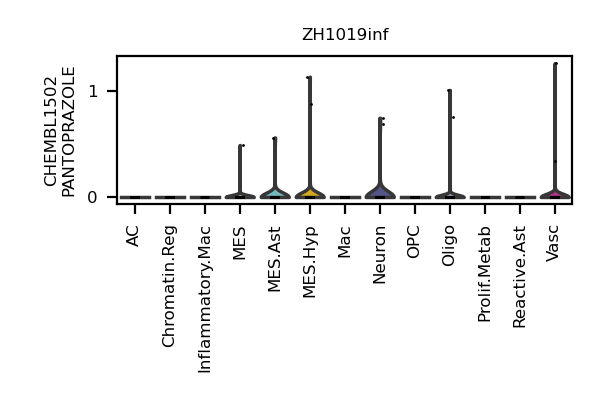 ZH1019inf
CHEMBL1502
PANTOPRAZOLE
1
0
AC
Chromatin.Reg
Inflammatory.Mac
MES
MES.Ast
MES.Hyp
Mac
Neuron
OPC
Oligo
Prolif.Metab
Reactive.Ast
Vasc